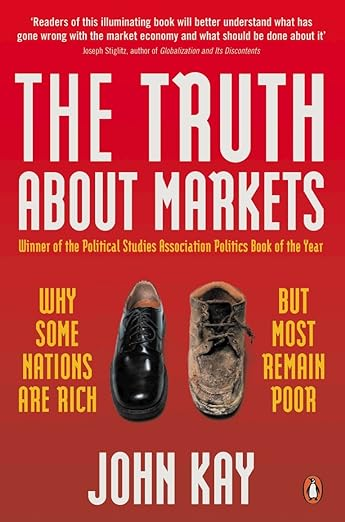 ‘Readers of this illuminating book will better understand what has
gone wrong with the market economy and what should be done about it’
Joseph Stiglitz, author of Globalization and Its Discontents
THE TRUTH
ABOUT MARKETS
Winner of the Political Studies Association Politics Book of the Year
WHY
SOME
NATIONS
ARE RICH
BUT
MOST
REMAIN
POOR
JOHN KAY